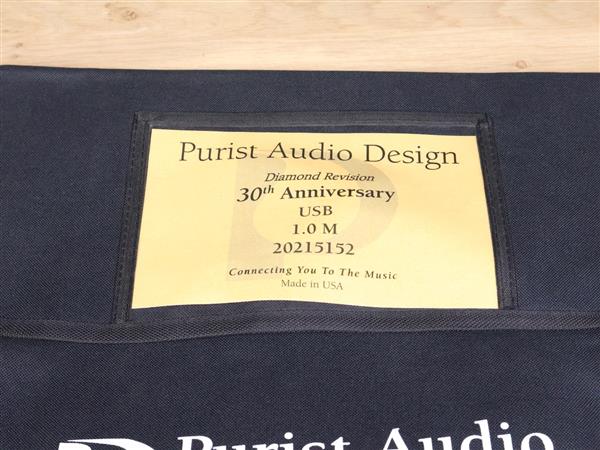 Purist Audio Design
Diamond Revision
30th Anniversary
USB
1.0 M
20215152
Connecting You To The Music
Made in USA
Purist Audio